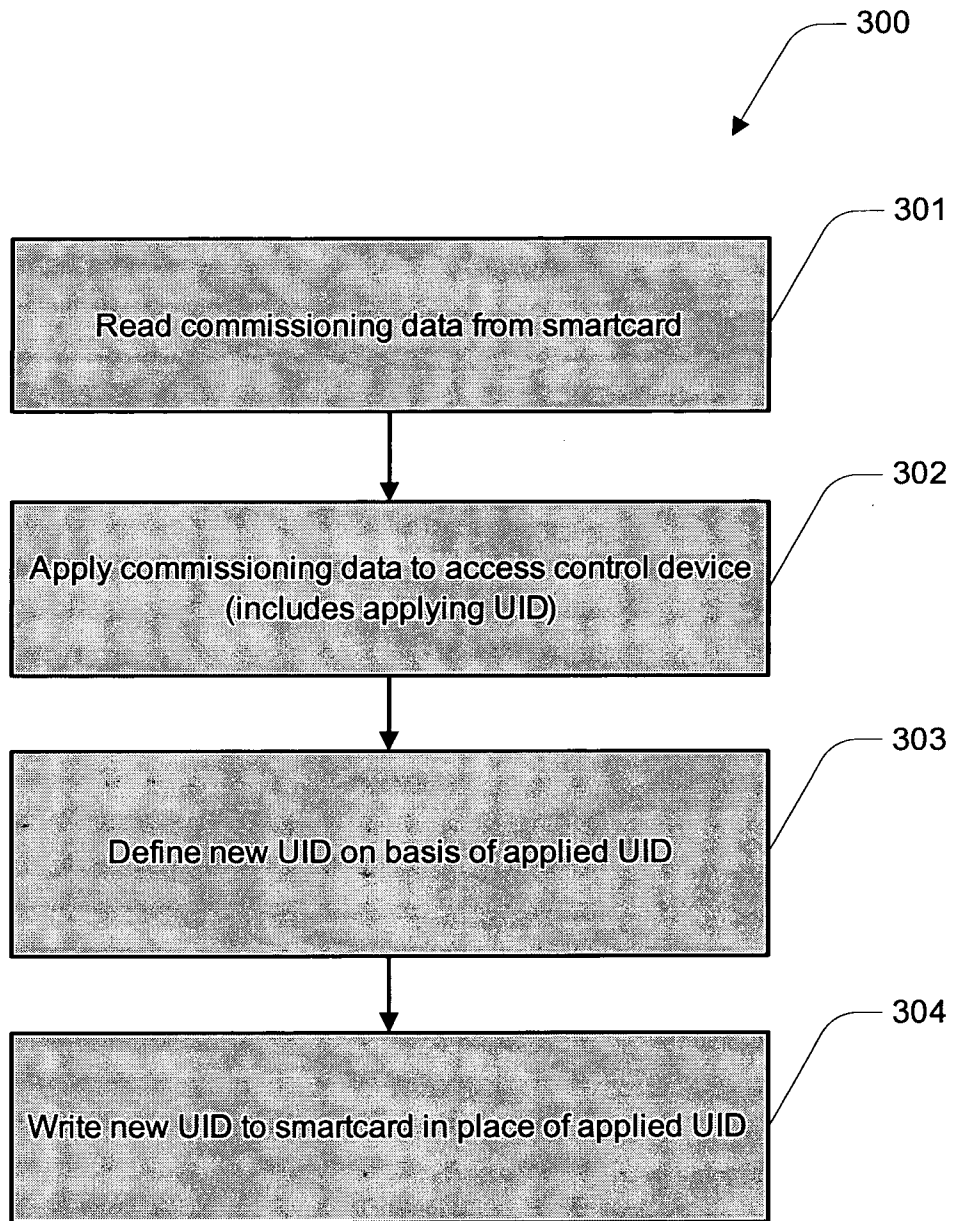 300
301
Read commissioning data from smartcard
302
Apply commissioning data to access control device
(includes applying UID)
303
Define new UID on basis of applied UID
304
Write new UID to smartcard in place of applied UID